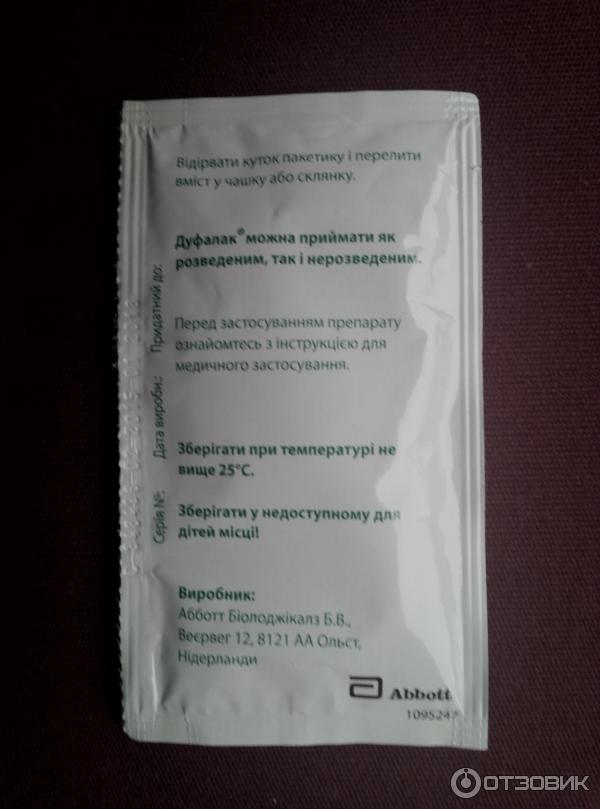 Відірвати куток пакетику і перелити
вміст у чашку або склянку.
Дуфалак® можна приймати як
розведеним, так і нерозведеним.
Перед застосуванням препарату
ознайомтесь з інструкцією для
медичного застосування.
Зберігати при температурі не
вище 25°С.
Зберігати у недоступному для
дітей місці!
Виробник:
Абботт Біолоджікалз Б.В.,
Веєрвег 12, 8121 АА Ольст,
Нідерланди
Abbott
1095247
Серія №:
Дата виробн.:
Придатний до:
ОТЗОВИК